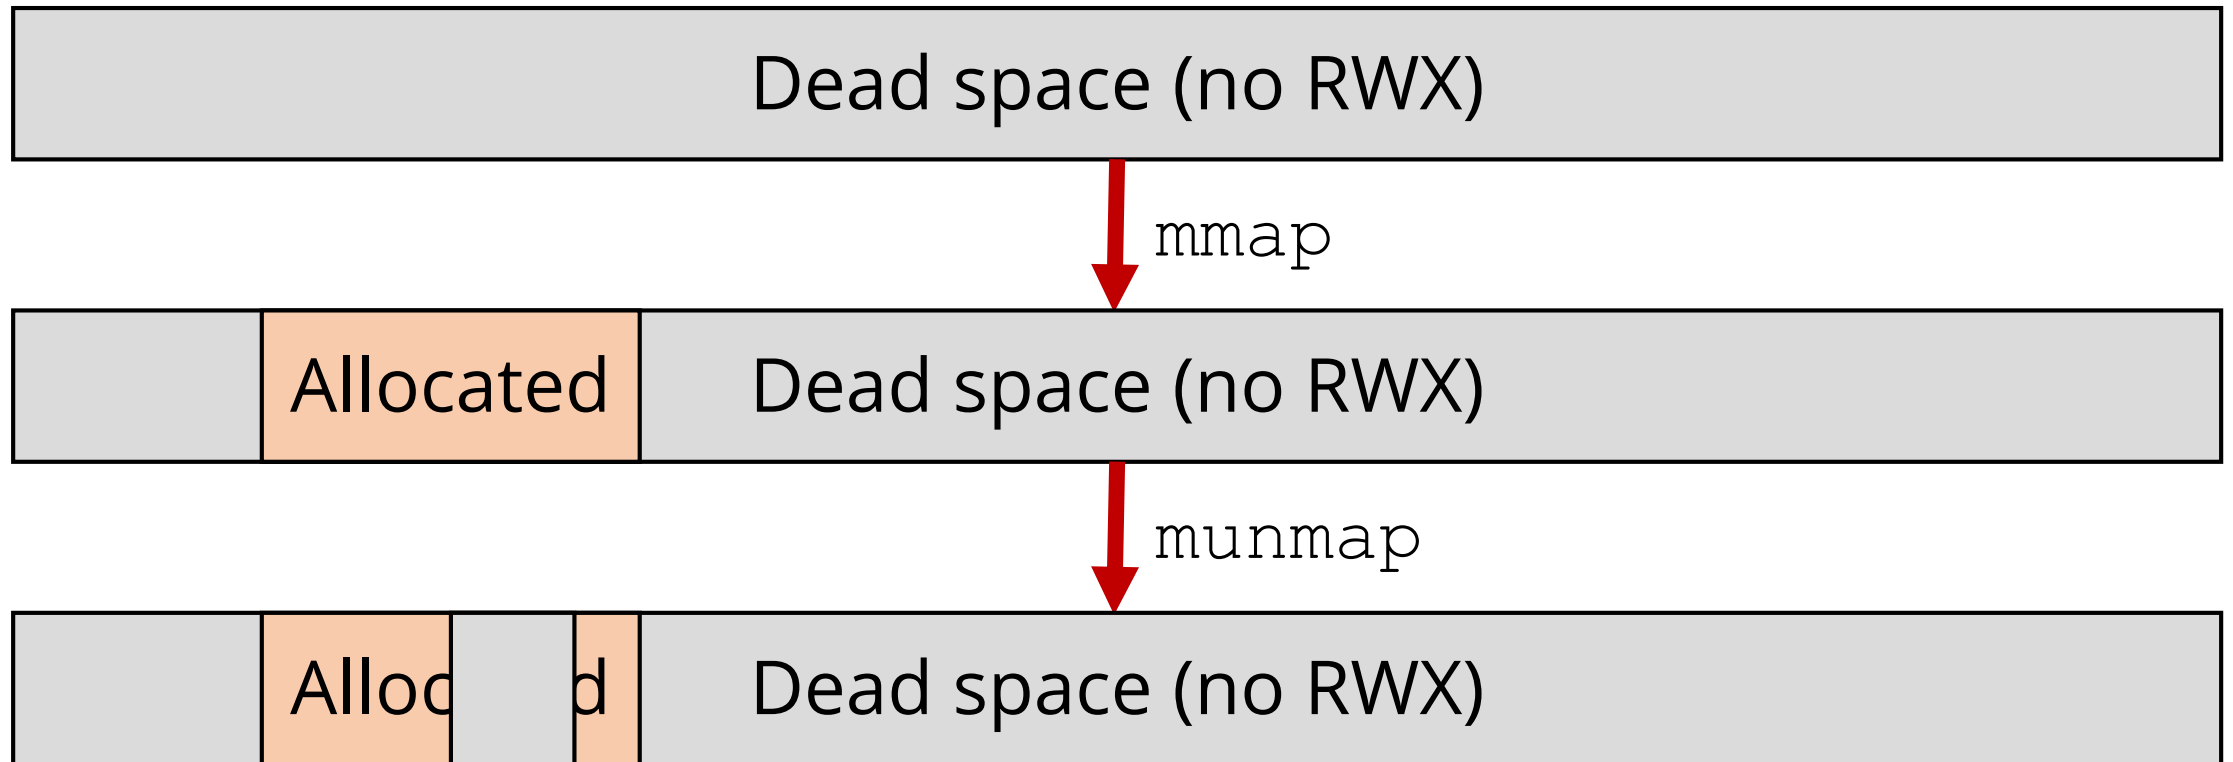 Dead space (no RWX)
mmap
Allocated Dead space (no RWX)
munmap
Alloc d Dead space (no RWX)